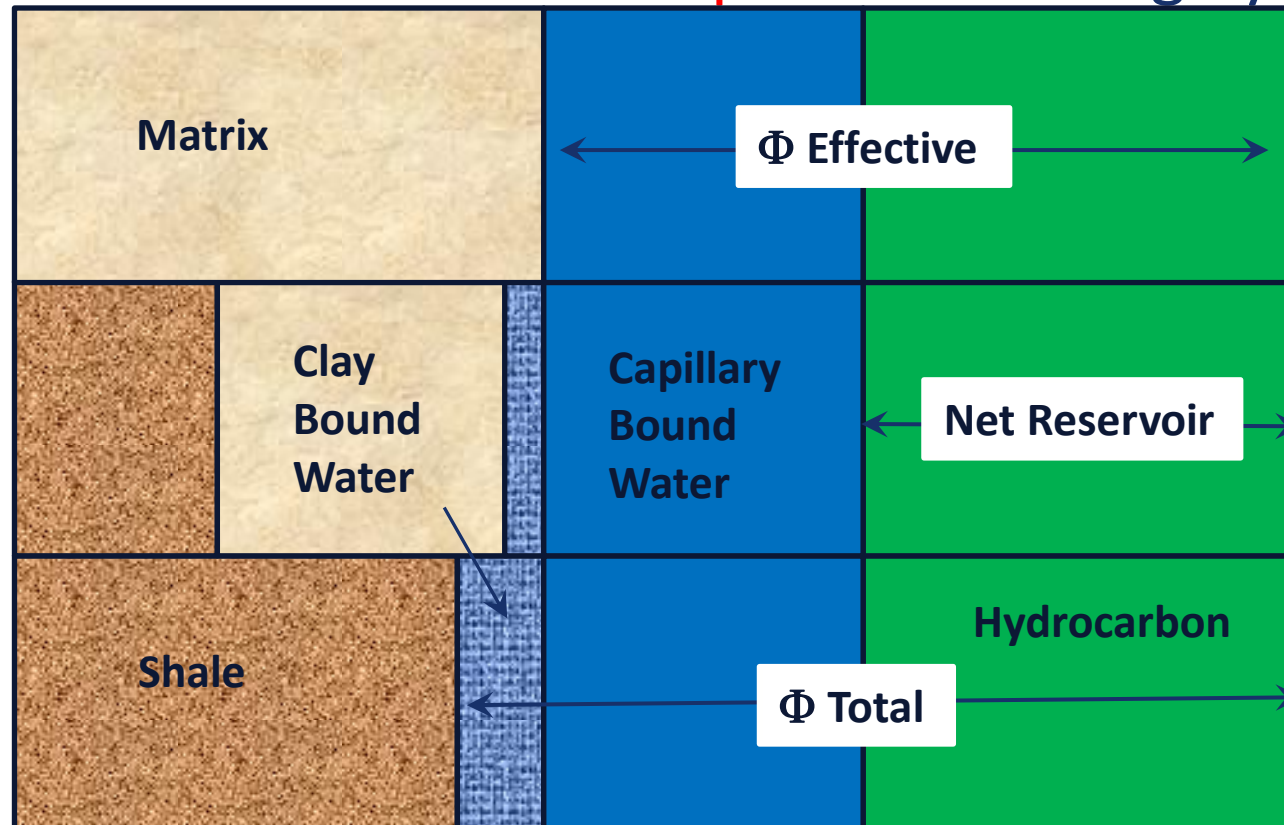 Matrix
Φ Effective
Clay
Bound
Water
Capillary
Bound
Water
Net Reservoir
Shale
Hydrocarbon
Φ Total